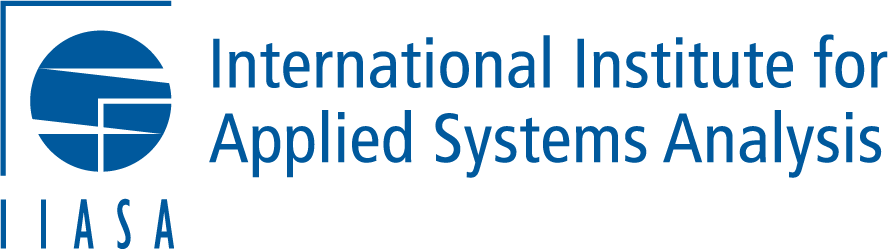 International Institute for
Applied Systems Analysis
IIASA